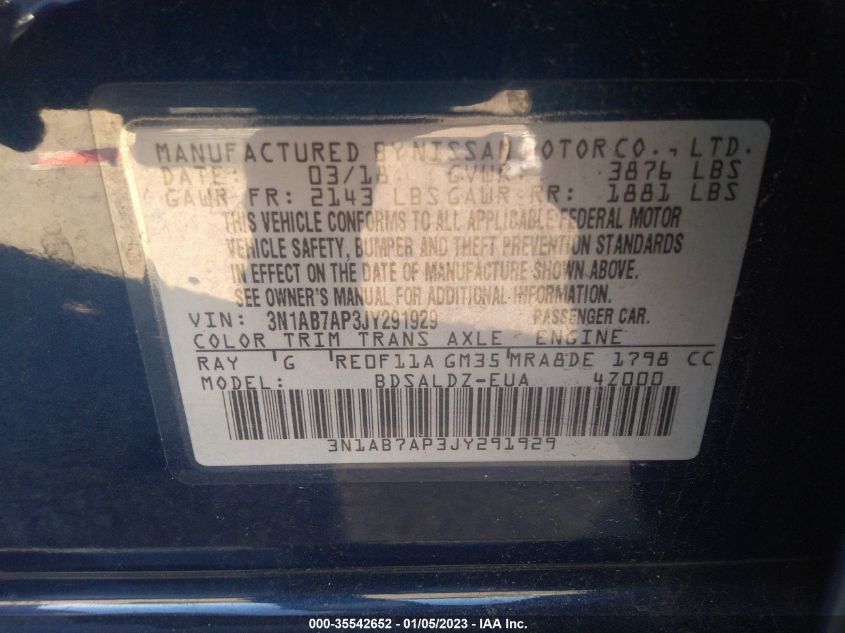 MANUFACTURED BY NISSAN MOTOR CO., LTD.
DATE: 03/18 GVWR: 3876 LBS
GAWR FR: 2143 LBS GAWR RR: 1881 LBS
THIS VEHICLE CONFORMS TO ALL APPLICABLE FEDERAL MOTOR
VEHICLE SAFETY, BUMPER AND THEFT PREVENTION STANDARDS
IN EFFECT ON THE DATE OF MANUFACTURE SHOWN ABOVE.
SEE OWNER'S MANUAL FOR ADDITIONAL INFORMATION.
VIN: 3N1AB7AP3JY291929 PASSENGER CAR.
COLOR TRIM TRANS AXLE ENGINE
RAY G RE0F11A GM35 MRA8DE 1798 CC
MODEL: BDSALDZ-EUA 4Z000
3N1AB7AP3JY291929
000-35542652 - 01/05/2023 - IAA Inc.